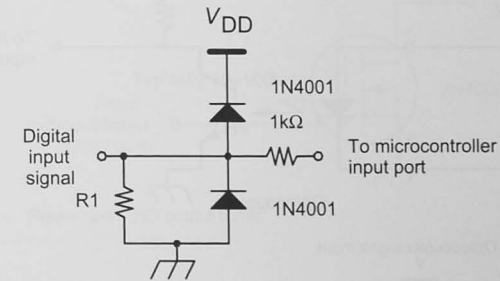 VDD
1N4001
1kΩ
Digital
input
signal
To microcontroller
input port
R1
1N4001